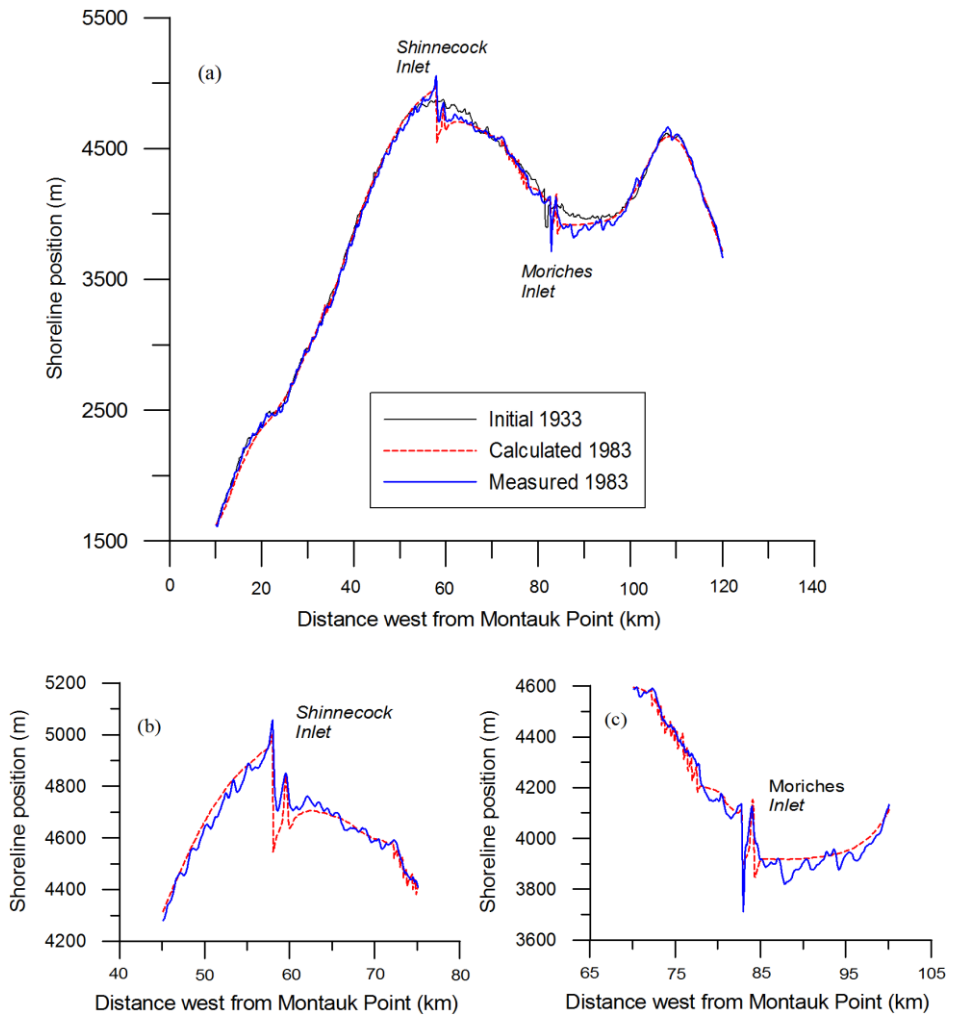 5500
(a)
Shinnecock
Inlet
4500
Shoreline position (m)
3500
Moriches
Inlet
2500
Initial 1933
Calculated 1983
Measured 1983
1500
0 20 40 60 80 100 120 140
Distance west from Montauk Point (km)
5200
(b)
Shinnecock
Inlet
5000
4800
Shoreline position (m)
4600
4400
4200
40 50 60 70 80
Distance west from Montauk Point (km)
4600
(c)
4400
4200
Moriches
Inlet
Shoreline position (m)
4000
3800
3600
65 75 85 95 105
Distance west from Montauk Point (km)